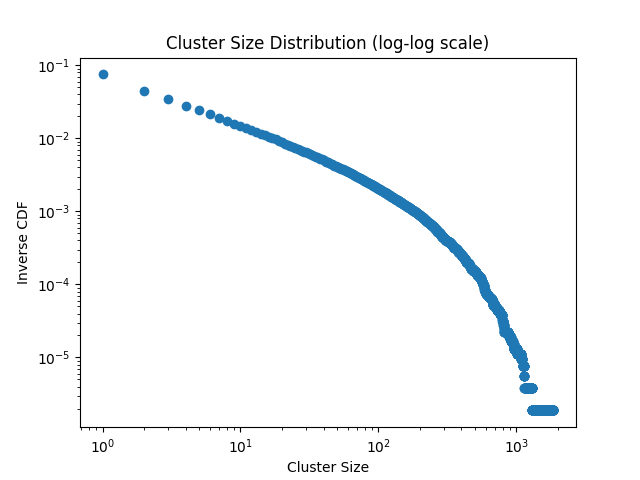 Cluster Size Distribution (log-log scale)
10⁻¹
10⁻²
10⁻³
10⁻⁴
10⁻⁵
Inverse CDF
10⁰ 10¹ 10² 10³
Cluster Size